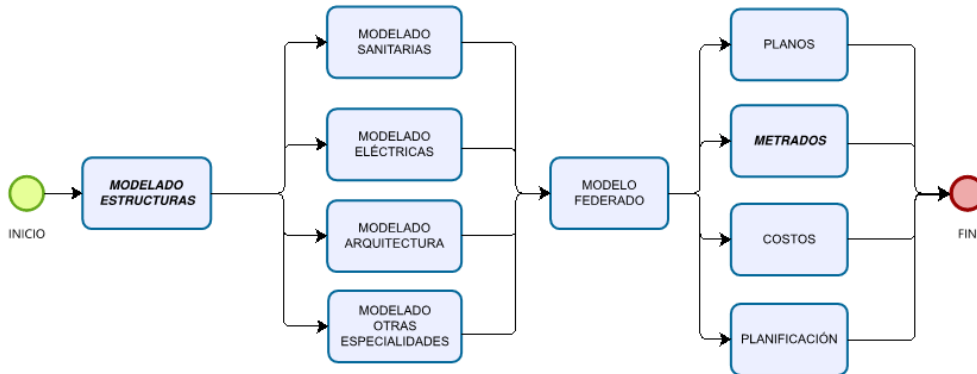 INICIO
MODELADO
ESTRUCTURAS
MODELADO
SANITARIAS
MODELADO
ELÉCTRICAS
MODELADO
ARQUITECTURA
MODELADO
OTRAS
ESPECIALIDADES
MODELO
FEDERADO
PLANOS
METRADOS
COSTOS
PLANIFICACIÓN
FIN